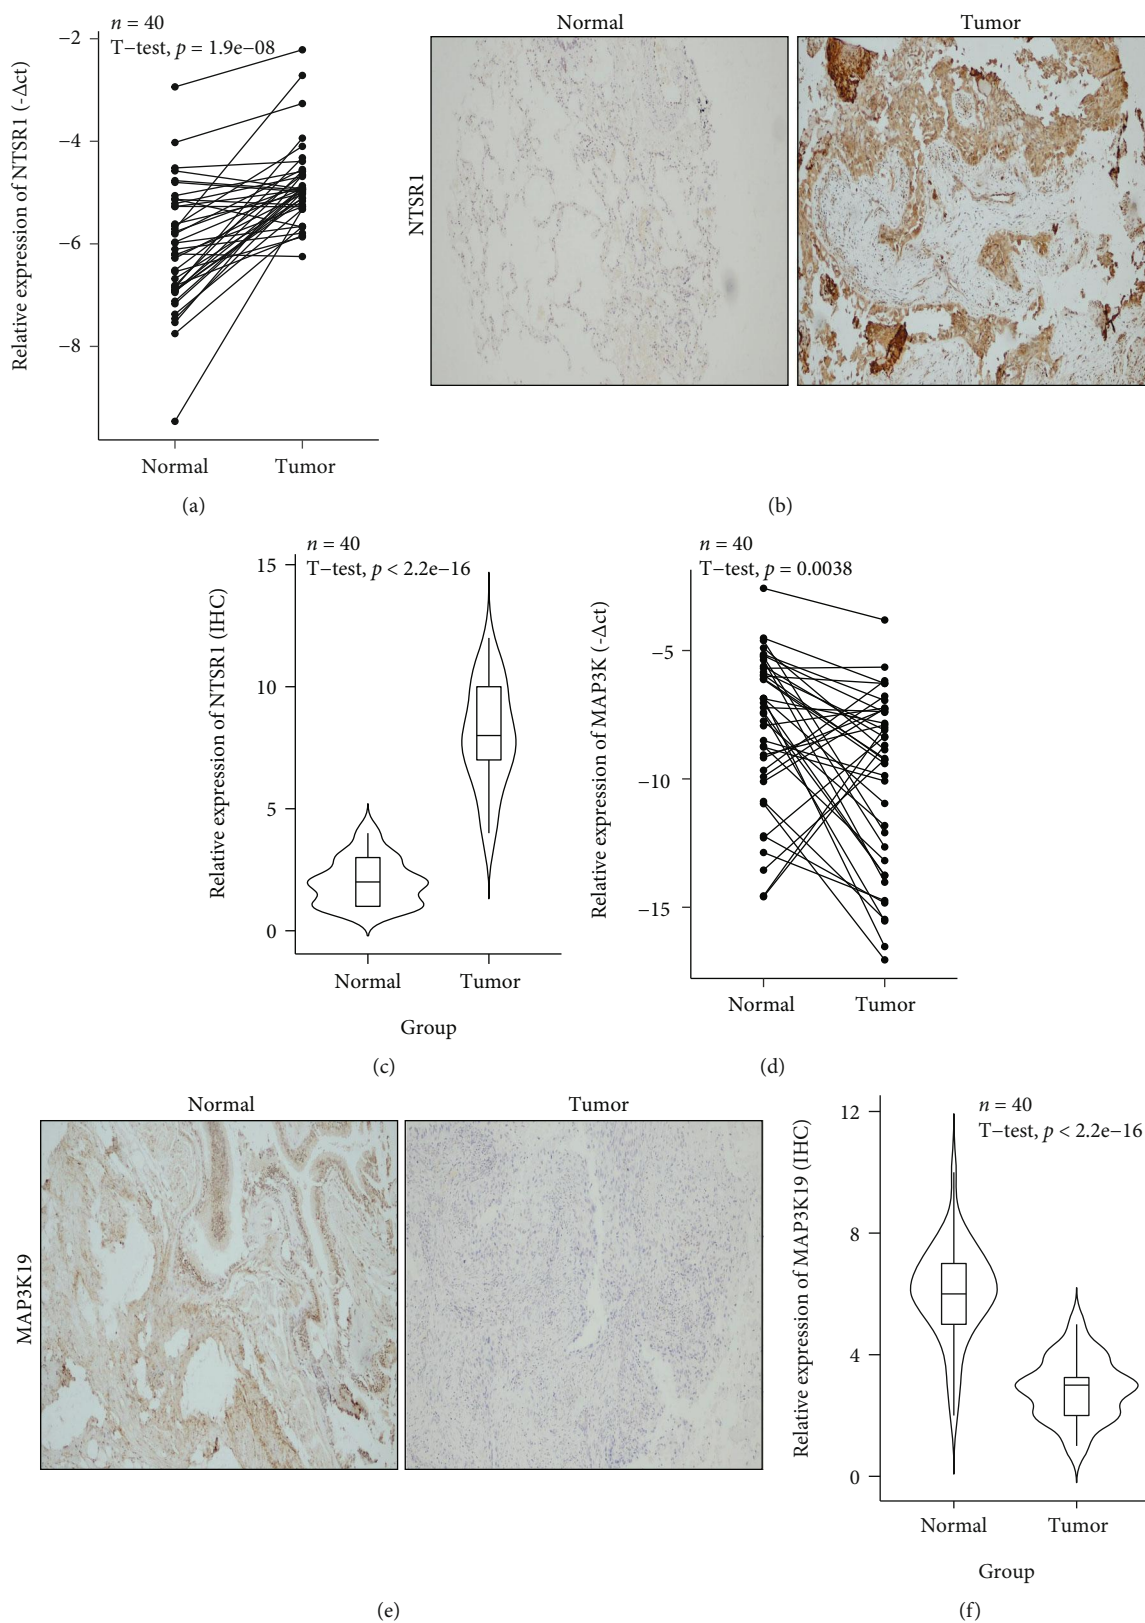 n = 40
T−test, p = 1.9e−08
Relative expression of NTSR1 (-Δct)
−2
−4
−6
−8
Normal
Tumor
(a)
Normal
Tumor
NTSR1
(b)
n = 40
T−test, p < 2.2e−16
Relative expression of NTSR1 (IHC)
15
10
5
0
Normal
Tumor
Group
(c)
n = 40
T−test, p = 0.0038
Relative expression of MAP3K (-Δct)
−5
−10
−15
Normal
Tumor
(d)
Normal
Tumor
MAP3K19
(e)
n = 40
T−test, p < 2.2e−16
Relative expression of MAP3K19 (IHC)
12
8
4
0
Normal
Tumor
Group
(f)